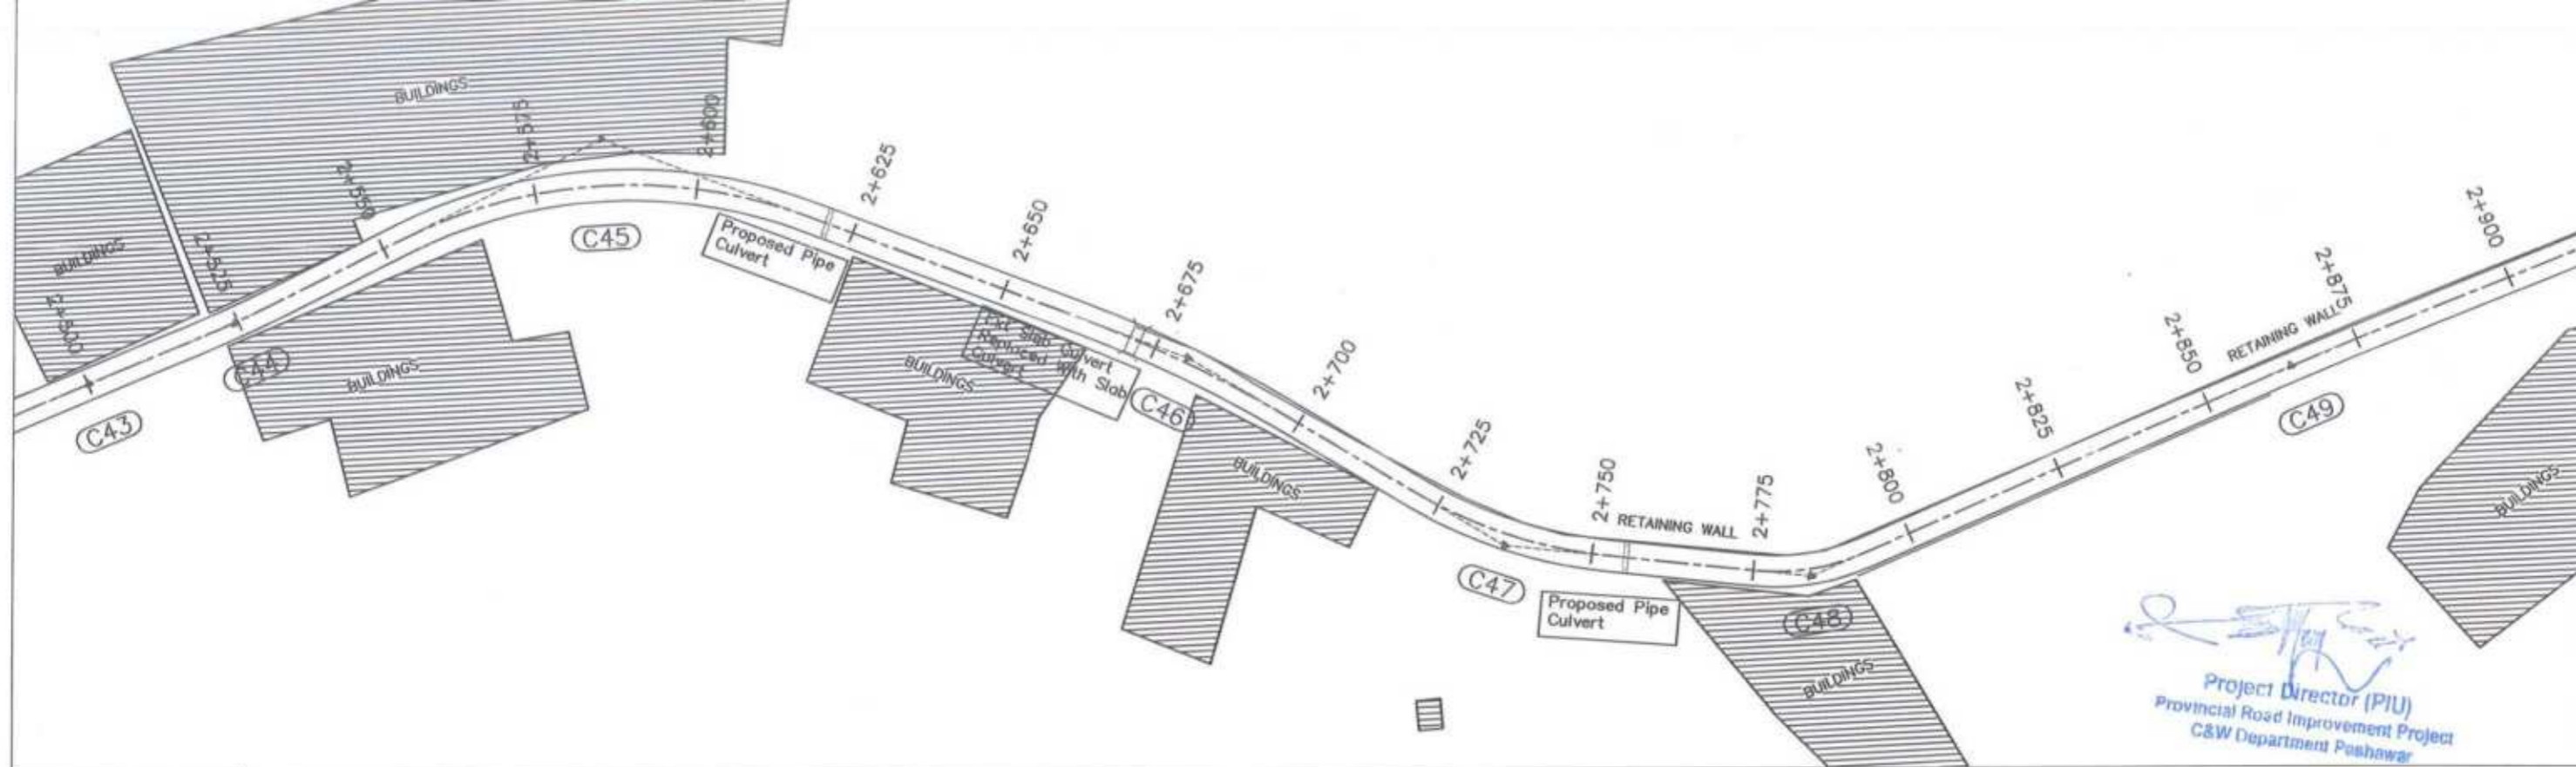 BUILDINGS
BUILDINGS
2+500
2+525
2+550
2+575
2+600
2+625
2+650
2+675
2+700
2+725
2+750
2+775
2+800
2+825
2+850
2+875
2+900
C43
C44
BUILDINGS
C45
Proposed Pipe
Culvert
BUILDINGS
Ext Slab Culvert
Replaced With Slab
Culvert
C46
BUILDINGS
C47
Proposed Pipe
Culvert
RETAINING WALL
C48
BUILDINGS
RETAINING WALL
C49
BUILDINGS
Project Director (PIU)
Provincial Road Improvement Project
C&W Department Peshawar